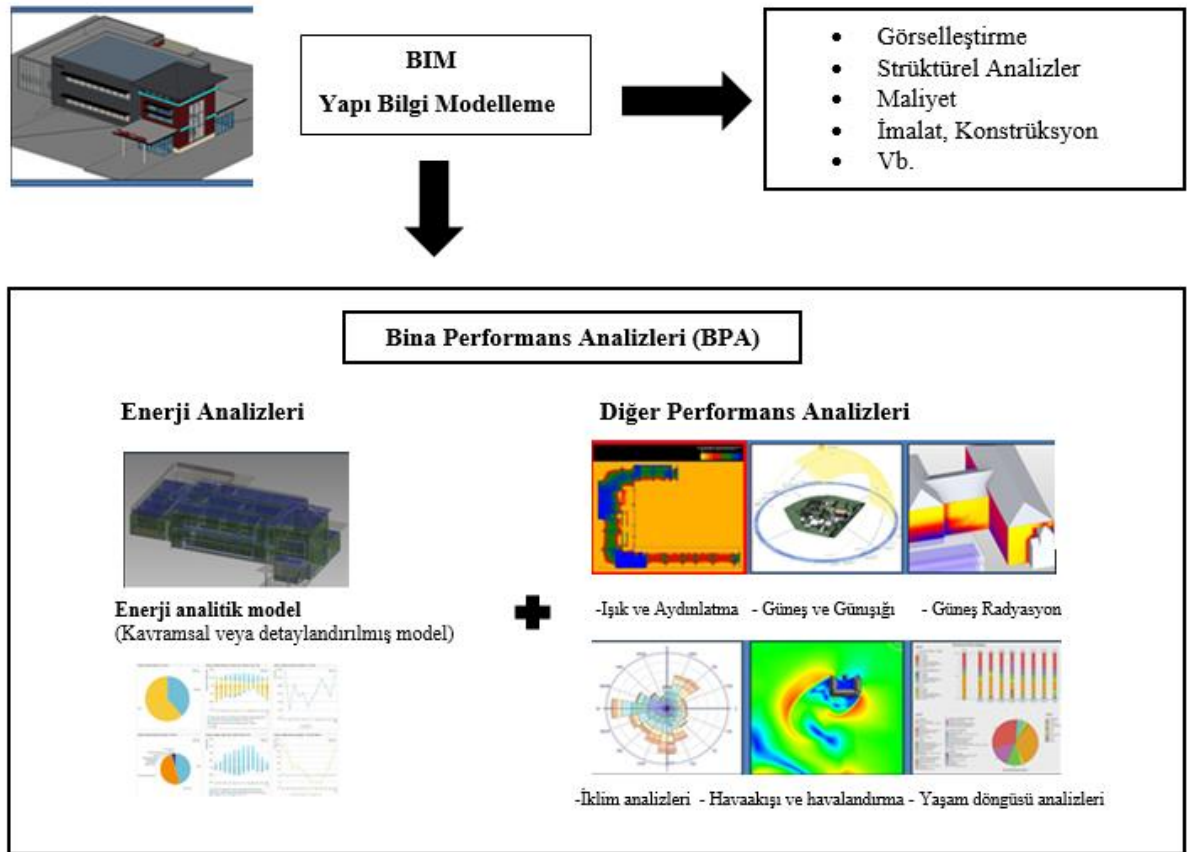 BIM
Yapı Bilgi Modelleme
• Görselleştirme
• Strüktürel Analizler
• Maliyet
• İmalat, Konstrüksyon
• Vb.
Bina Performans Analizleri (BPA)
Enerji Analizleri
Diğer Performans Analizleri
Enerji analitik model
(Kavramsal veya detaylandırılmış model)
-Işık ve Aydınlatma - Güneş ve Günışığı - Güneş Radyasyon
-İklim analizleri - Havaakışı ve havalandırma - Yaşam döngüsü analizleri